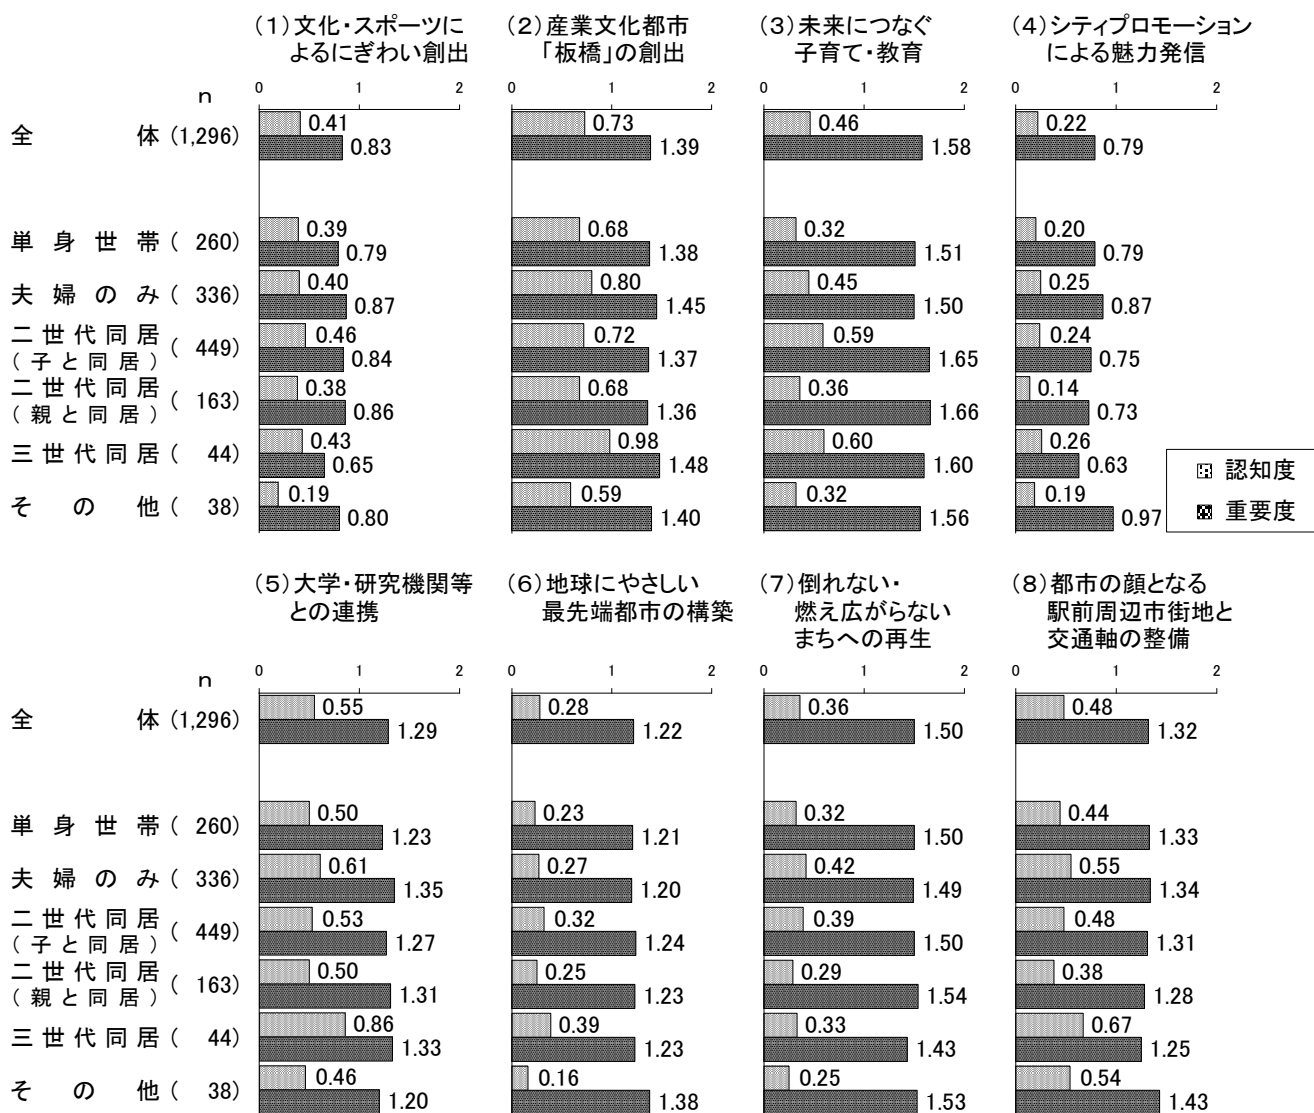 (1)文化・スポーツに
よるにぎわい創出
(2)産業文化都市
「板橋」の創出
(3)未来につなぐ
子育て・教育
(4)シティプロモーション
による魅力発信
n
0 1 2 0 1 2 0 1 2 0 1 2
全体(1,296) 0.41 0.73 0.46 0.22
0.83 1.39 1.58 0.79
単身世帯( 260) 0.39 0.68 0.32 0.20
0.79 1.38 1.51 0.79
夫婦のみ( 336) 0.40 0.80 0.45 0.25
0.87 1.45 1.50 0.87
二世代同居
(子と同居)( 449) 0.46 0.72 0.59 0.24
0.84 1.37 1.65 0.75
二世代同居
(親と同居)( 163) 0.38 0.68 0.36 0.14
0.86 1.36 1.66 0.73
三世代同居( 44) 0.43 0.98 0.60 0.26
0.65 1.48 1.60 0.63
その他( 38) 0.19 0.59 0.32 0.19
0.80 1.40 1.56 0.97
認知度
重要度
(5)大学・研究機関等
との連携
(6)地球にやさしい
最先端都市の構築
(7)倒れない・
燃え広がらない
まちへの再生
(8)都市の顔となる
駅前周辺市街地と
交通軸の整備
n
0 1 2 0 1 2 0 1 2 0 1 2
全体(1,296) 0.55 0.28 0.36 0.48
1.29 1.22 1.50 1.32
単身世帯( 260) 0.50 0.23 0.32 0.44
1.23 1.21 1.50 1.33
夫婦のみ( 336) 0.61 0.27 0.42 0.55
1.35 1.20 1.49 1.34
二世代同居
(子と同居)( 449) 0.53 0.32 0.39 0.48
1.27 1.24 1.50 1.31
二世代同居
(親と同居)( 163) 0.50 0.25 0.29 0.38
1.31 1.23 1.54 1.28
三世代同居( 44) 0.86 0.39 0.33 0.67
1.33 1.23 1.43 1.25
その他( 38) 0.46 0.16 0.25 0.54
1.20 1.38 1.53 1.43